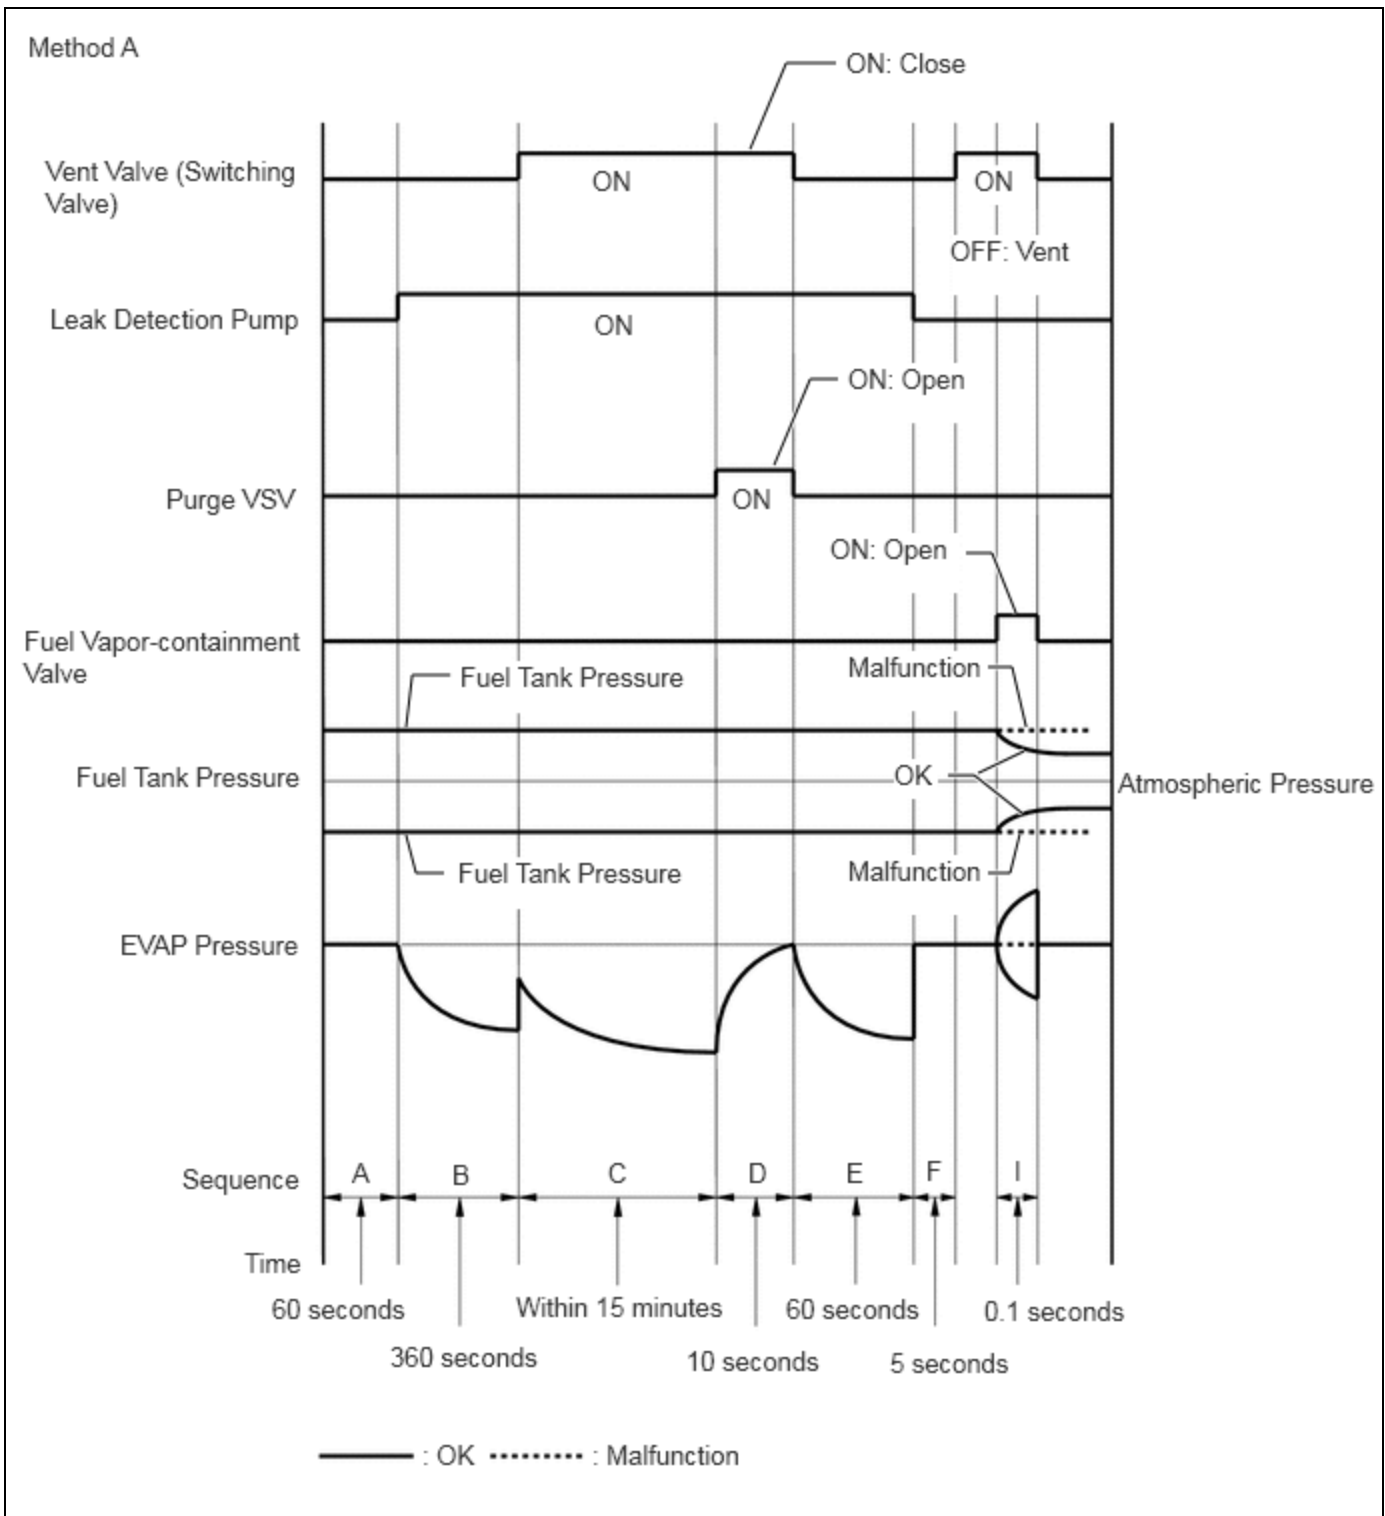 Method A
ON: Close
Vent Valve (Switching
Valve)
ON
ON
OFF: Vent
Leak Detection Pump
ON
ON: Open
Purge VSV
ON
ON: Open
Fuel Vapor-containment
Valve
Fuel Tank Pressure
Malfunction
Fuel Tank Pressure
OK
Atmospheric Pressure
Fuel Tank Pressure
Malfunction
EVAP Pressure
Sequence
A
B
C
D
E
F
I
Time
60 seconds
Within 15 minutes
60 seconds
0.1 seconds
360 seconds
10 seconds
5 seconds
: OK
: Malfunction